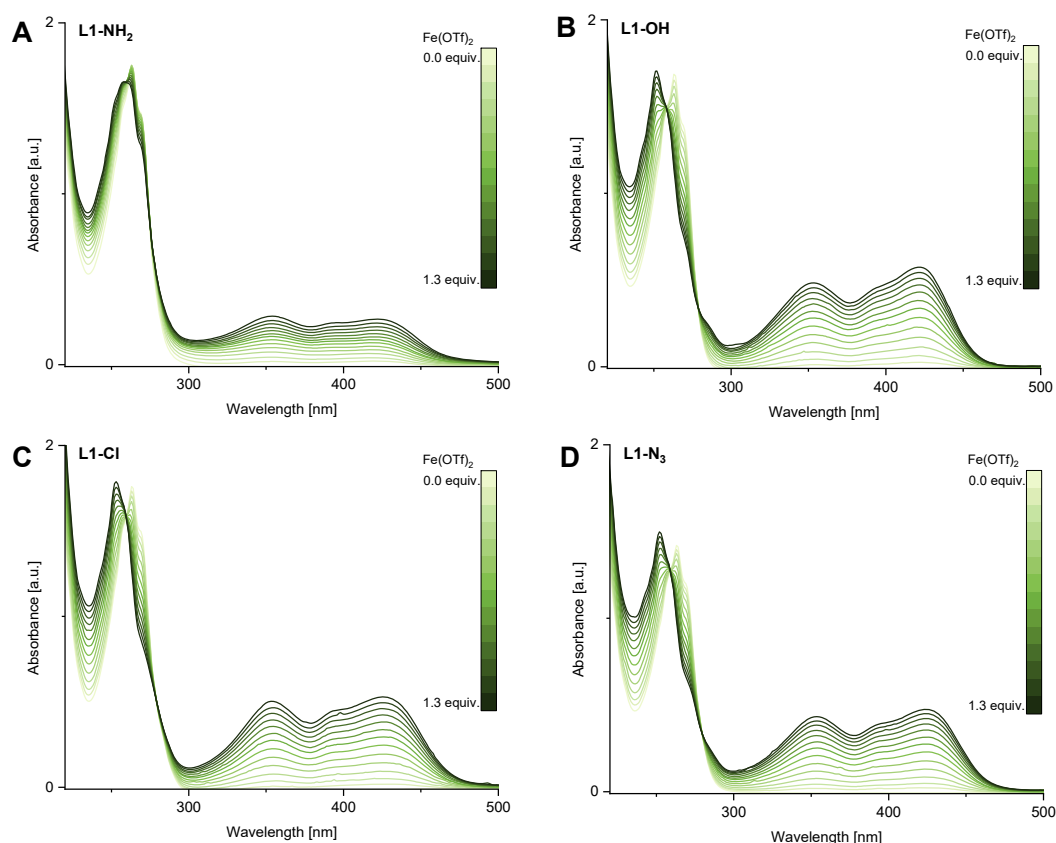 A
L1-NH₂
Fe(OTf)₂
0.0 equiv.
1.3 equiv.
2
1
0
Absorbance [a.u.]
300
400
500
Wavelength [nm]
B
L1-OH
Fe(OTf)₂
0.0 equiv.
1.3 equiv.
2
1
0
Absorbance [a.u.]
300
400
500
Wavelength [nm]
C
L1-Cl
Fe(OTf)₂
0.0 equiv.
1.3 equiv.
2
1
0
Absorbance [a.u.]
300
400
500
Wavelength [nm]
D
L1-N₃
Fe(OTf)₂
0.0 equiv.
1.3 equiv.
2
1
0
Absorbance [a.u.]
300
400
500
Wavelength [nm]